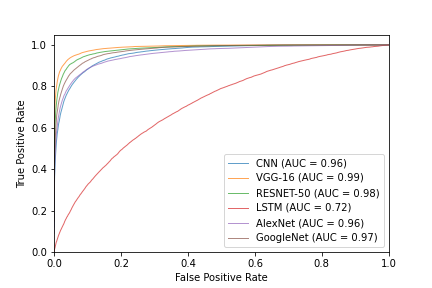 1.0
0.8
0.6
0.4
0.2
0.0
True Positive Rate
CNN (AUC = 0.96)
VGG-16 (AUC = 0.99)
RESNET-50 (AUC = 0.98)
LSTM (AUC = 0.72)
AlexNet (AUC = 0.96)
GoogleNet (AUC = 0.97)
0.0 0.2 0.4 0.6 0.8 1.0
False Positive Rate